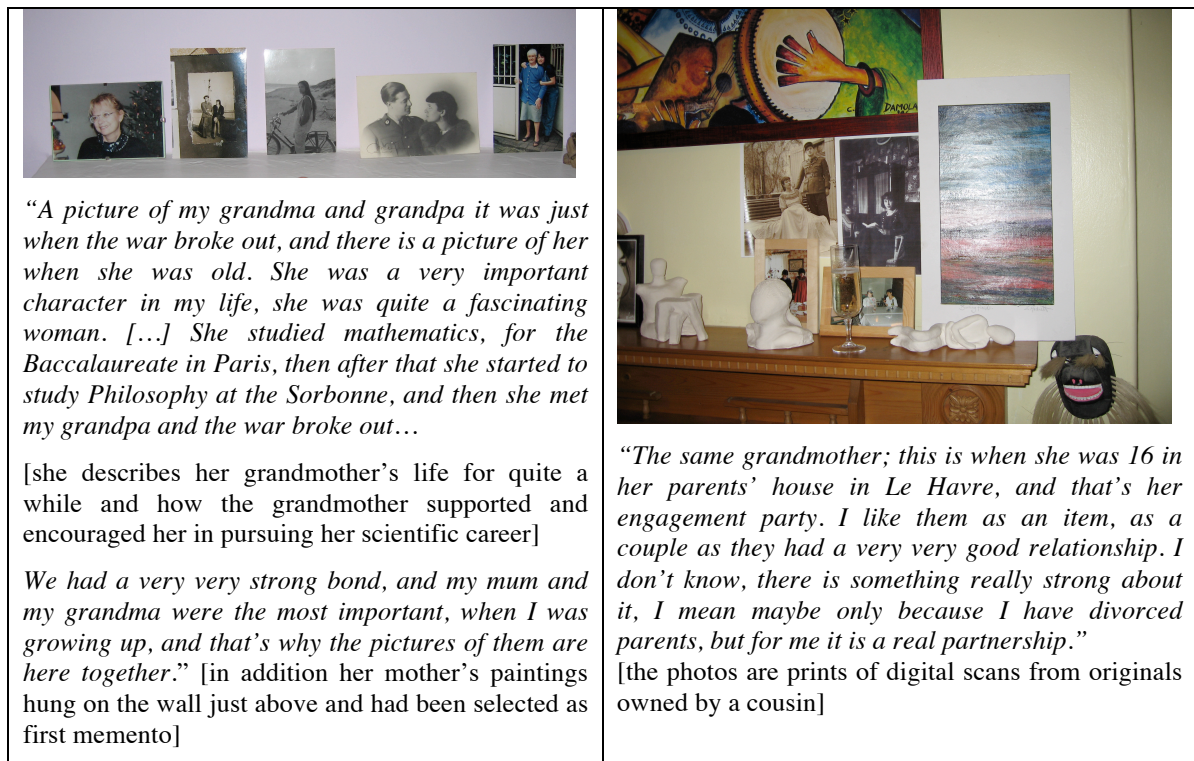 “A picture of my grandma and grandpa it was just
when the war broke out, and there is a picture of her
when she was old. She was a very important
character in my life, she was quite a fascinating
woman. […] She studied mathematics, for the
Baccalaureate in Paris, then after that she started to
study Philosophy at the Sorbonne, and then she met
my grandpa and the war broke out…
[she describes her grandmother’s life for quite a
while and how the grandmother supported and
encouraged her in pursuing her scientific career]
We had a very very strong bond, and my mum and
my grandma were the most important, when I was
growing up, and that’s why the pictures of them are
here together.” [in addition her mother’s paintings
hung on the wall just above and had been selected as
first memento]
DAMOLA
“The same grandmother; this is when she was 16 in
her parents’ house in Le Havre, and that’s her
engagement party. I like them as an item, as a
couple as they had a very very good relationship. I
don’t know, there is something really strong about
it, I mean maybe only because I have divorced
parents, but for me it is a real partnership.”
[the photos are prints of digital scans from originals
owned by a cousin]